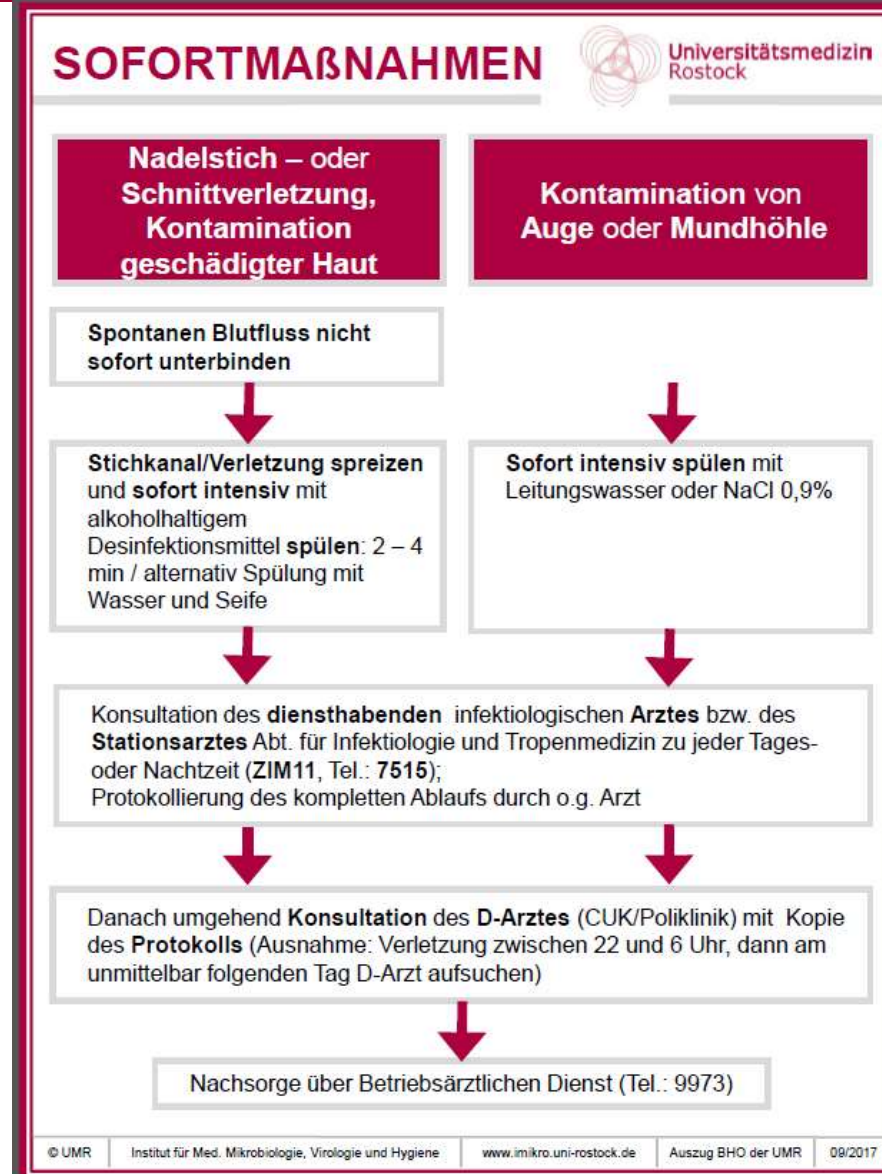 SOFORTMAßNAHMEN
Universitätsmedizin
Rostock
Nadelstich – oder
Schnittverletzung,
Kontamination
geschädigter Haut
Kontamination von
Auge oder Mundhöhle
Spontanen Blutfluss nicht
sofort unterbinden
Stichkanal/Verletzung spreizen
und sofort intensiv mit
alkoholhaltigem
Desinfektionsmittel spülen: 2 – 4
min / alternativ Spülung mit
Wasser und Seife
Sofort intensiv spülen mit
Leitungswasser oder NaCl 0,9%
Konsultation des diensthabenden infektiologischen Arztes bzw. des
Stationsarztes Abt. für Infektiologie und Tropenmedizin zu jeder Tages-
oder Nachtzeit (ZIM11, Tel.: 7515);
Protokollierung des kompletten Ablaufs durch o.g. Arzt
Danach umgehend Konsultation des D-Arztes (CUK/Poliklinik) mit Kopie
des Protokolls (Ausnahme: Verletzung zwischen 22 und 6 Uhr, dann am
unmittelbar folgenden Tag D-Arzt aufsuchen)
Nachsorge über Betriebsärztlichen Dienst (Tel.: 9973)
© UMR Institut für Med. Mikrobiologie, Virologie und Hygiene www.imikro.uni-rostock.de Auszug BHO der UMR 09/2017